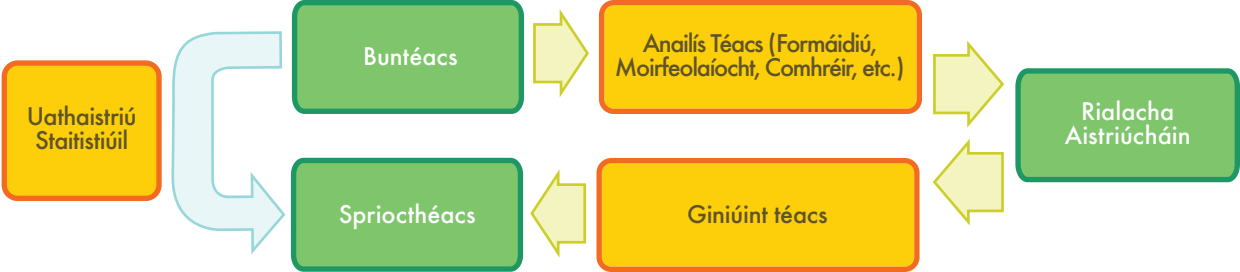 Uathaistriú
Staitistiúil
Buntéacs
Anailís Téacs (Formáidiú,
Moirfeolaíocht, Comhréir, etc.)
Rialacha
Aistriúcháin
Giniúint téacs
Spriocthéacs